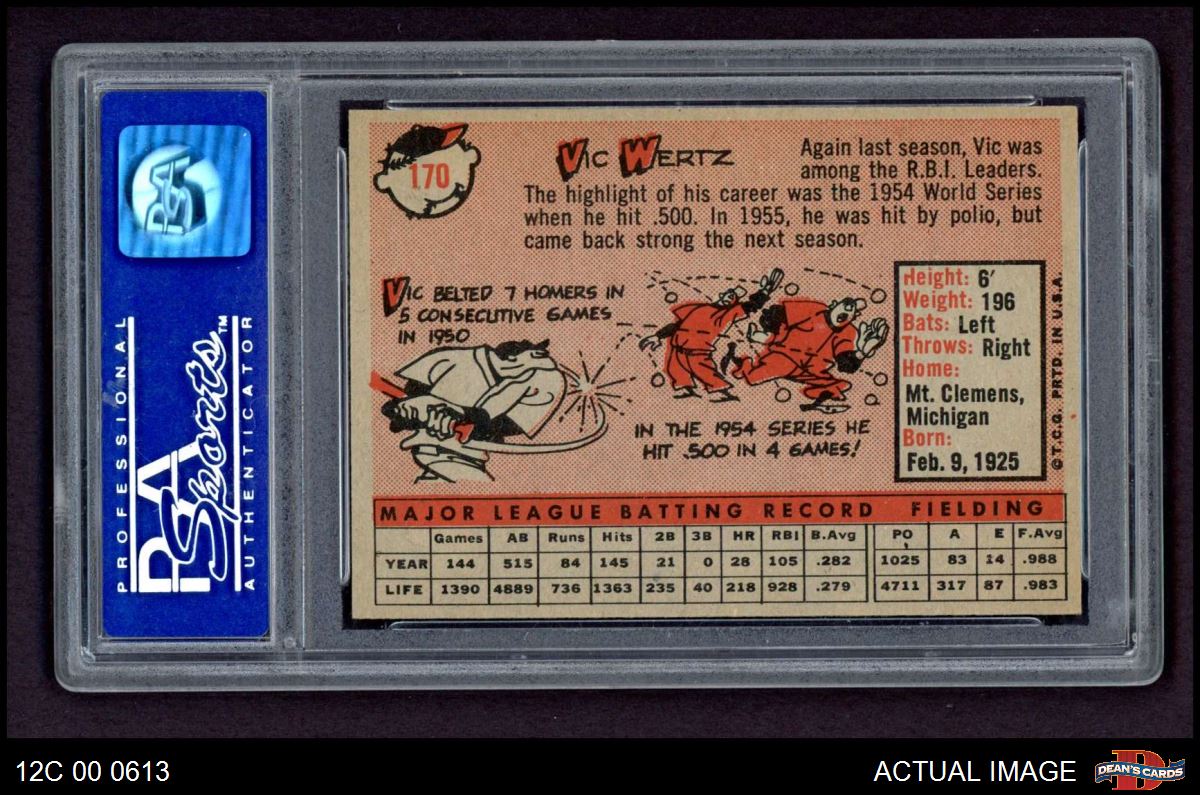 PSA
PROFESSIONAL
PSA
Sports™
AUTHENTICATOR
170
VIC WERTZ
Again last season, Vic was
among the R.B.I. Leaders.
The highlight of his career was the 1954 World Series
when he hit .500. In 1955, he was hit by polio, but
came back strong the next season.
VIC BELTED 7 HOMERS IN
5 CONSECUTIVE GAMES
IN 1950
IN THE 1954 SERIES HE
HIT .500 IN 4 GAMES!
Height: 6'
Weight: 196
Bats: Left
Throws: Right
Home:
Mt. Clemens,
Michigan
Born:
Feb. 9, 1925
©T.C.G. PRTD. IN U.S.A.
MAJOR LEAGUE BATTING RECORD FIELDING
Games AB Runs Hits 2B 3B HR RBI B.Avg PO A E F.Avg
YEAR 144 515 84 145 21 0 28 105 .282 1025 83 14 .988
LIFE 1390 4889 736 1363 235 40 218 928 .279 4711 317 87 .983
12C 00 0613
ACTUAL IMAGE
D
DEAN'S CARDS